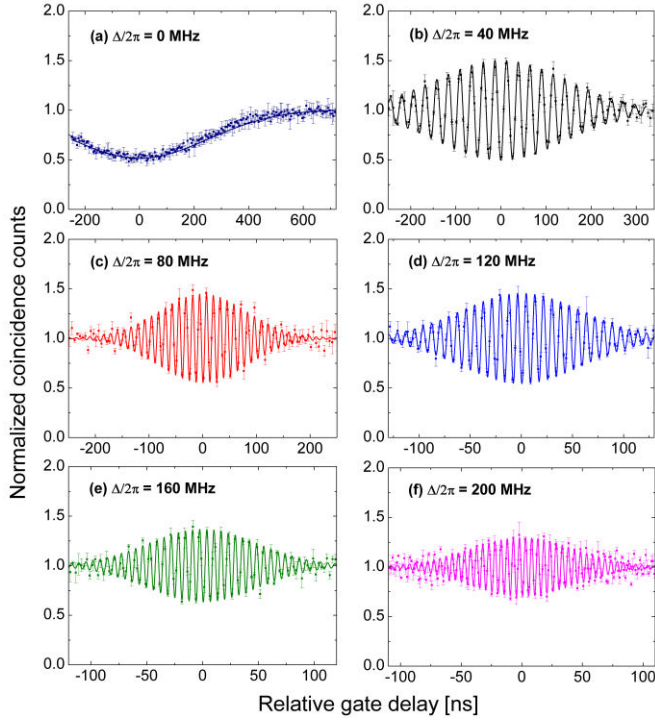 Normalized coincidence counts
2.0
1.5
1.0
0.5
0.0
(a) Δ/2π = 0 MHz
-200 0 200 400 600
2.0
1.5
1.0
0.5
0.0
(b) Δ/2π = 40 MHz
-200 -100 0 100 200 300
2.0
1.5
1.0
0.5
0.0
(c) Δ/2π = 80 MHz
-200 -100 0 100 200
2.0
1.5
1.0
0.5
0.0
(d) Δ/2π = 120 MHz
-100 -50 0 50 100
2.0
1.5
1.0
0.5
0.0
(e) Δ/2π = 160 MHz
-100 -50 0 50 100
2.0
1.5
1.0
0.5
0.0
(f) Δ/2π = 200 MHz
-100 -50 0 50 100
Relative gate delay [ns]